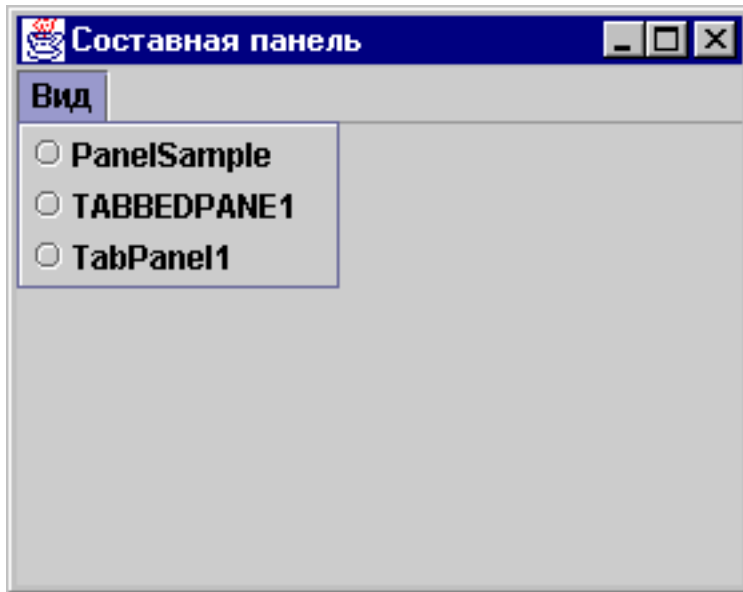 Составная панель
Вид
PanelSample
TABBEDPANE1
TabPanel1